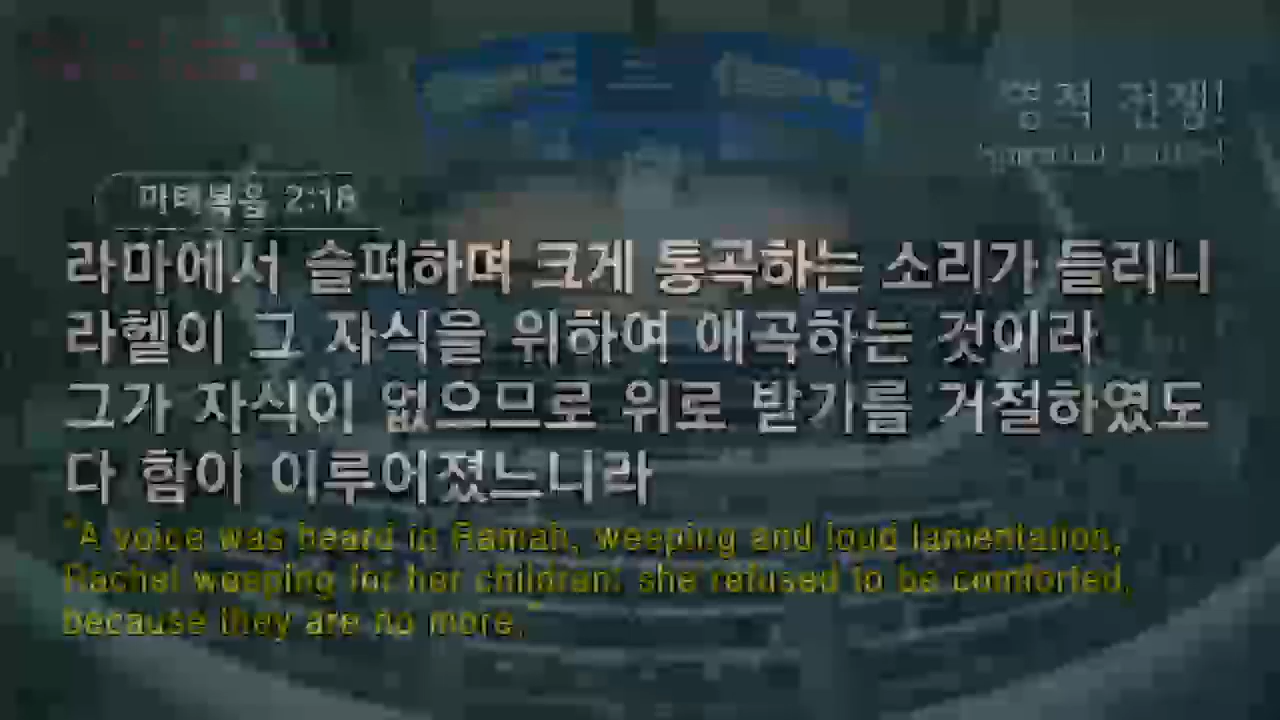 영적 전쟁!
마태복음 2:18
라마에서 슬퍼하며 크게 통곡하는 소리가 들리니
라헬이 그 자식을 위하여 애곡하는 것이라
그가 자식이 없으므로 위로 받기를 거절하였도
다 함이 이루어졌느니라
"A voice was heard in Ramah, weeping and loud lamentation,
Rachel weeping for her children; she refused to be comforted,
because they are no more."